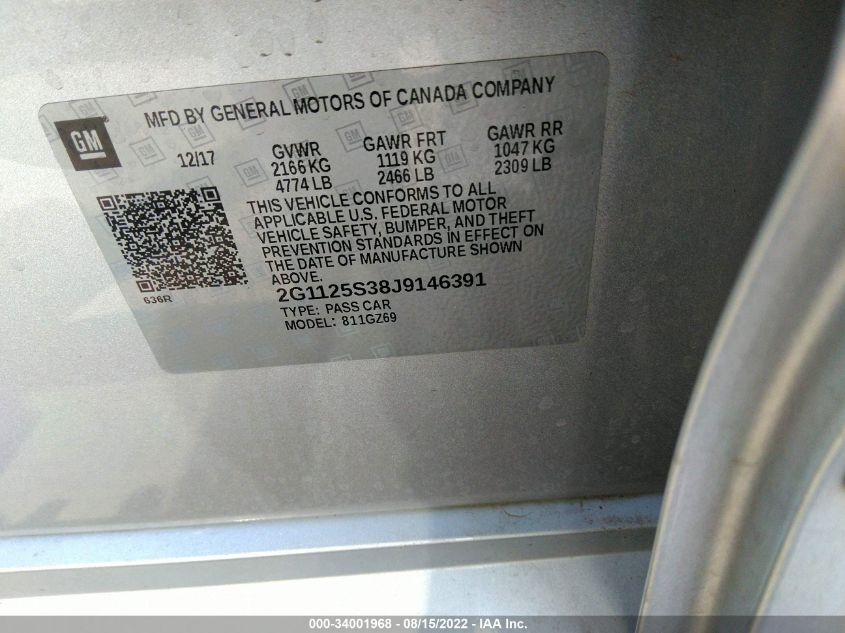 MFD BY GENERAL MOTORS OF CANADA COMPANY
GM
12/17
GVWR
2166 KG
4774 LB
GAWR FRT
1119 KG
2466 LB
GAWR RR
1047 KG
2309 LB
THIS VEHICLE CONFORMS TO ALL
APPLICABLE U.S. FEDERAL MOTOR
VEHICLE SAFETY, BUMPER, AND THEFT
PREVENTION STANDARDS IN EFFECT ON
THE DATE OF MANUFACTURE SHOWN
ABOVE.
636R
2G1125S38J9146391
TYPE: PASS CAR
MODEL: 811GZ69
000-34001968 - 08/15/2022 - IAA Inc.